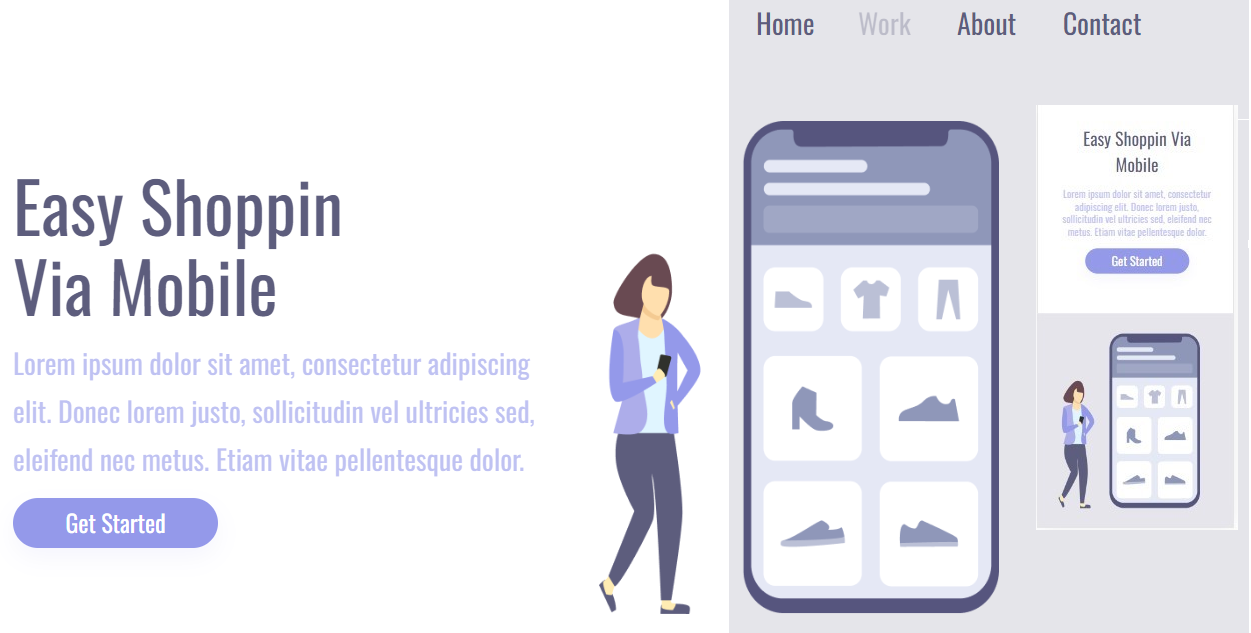 Home Work About Contact
Easy Shoppin
Via Mobile
Lorem ipsum dolor sit amet, consectetur adipiscing
elit. Donec lorem justo, sollicitudin vel ultricies sed,
eleifend nec metus. Etiam vitae pellentesque dolor.
Get Started
Easy Shoppin Via
Mobile
Lorem ipsum dolor sit amet, consectetur
adipiscing elit. Donec lorem justo,
sollicitudin vel ultricies sed, eleifend nec
metus. Etiam vitae pellentesque dolor.
Get Started